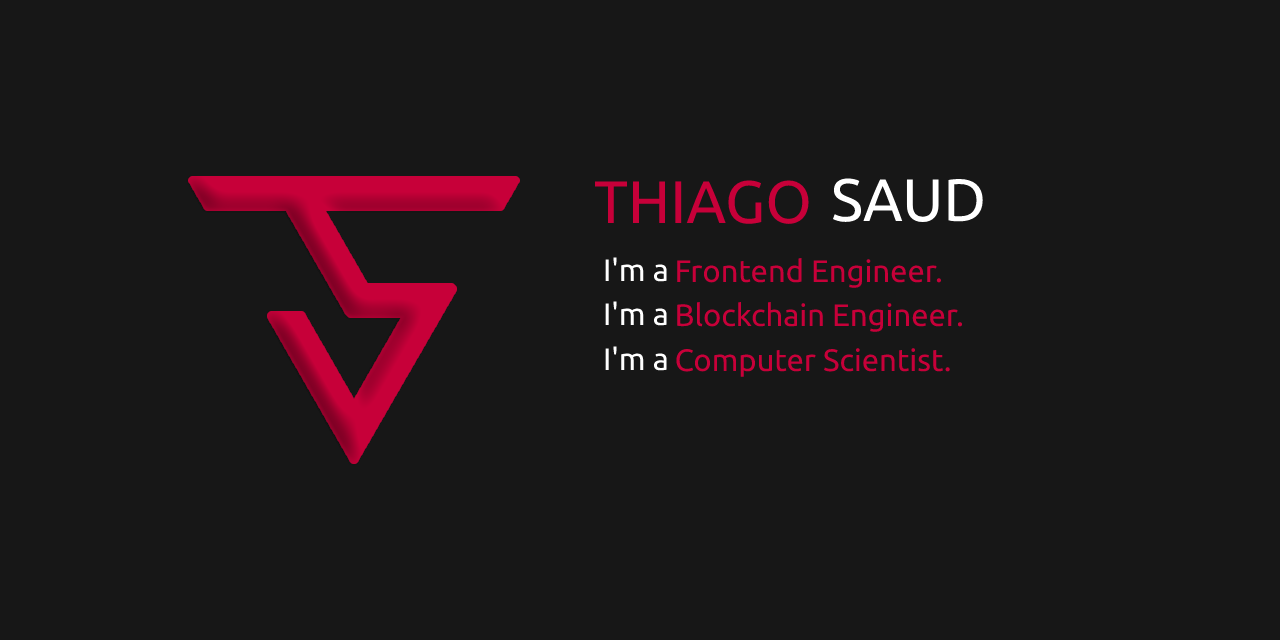 THIAGO SAUD
I'm a Frontend Engineer.
I'm a Blockchain Engineer.
I'm a Computer Scientist.